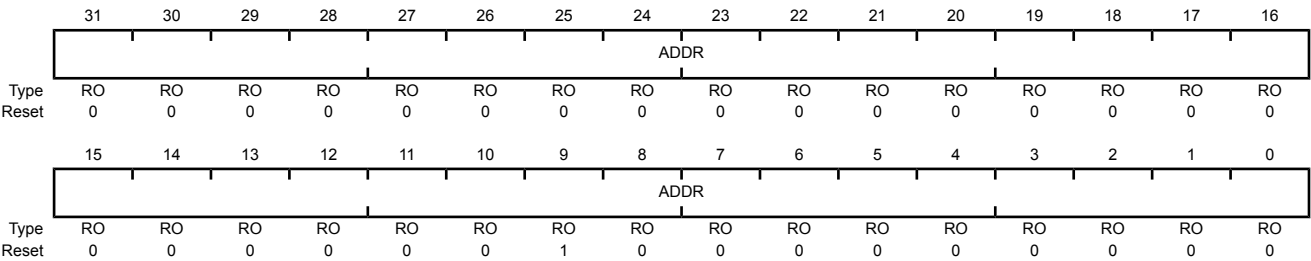 31 30 29 28 27 26 25 24 23 22 21 20 19 18 17 16
ADDR
Type RO RO RO RO RO RO RO RO RO RO RO RO RO RO RO RO
Reset 0 0 0 0 0 0 0 0 0 0 0 0 0 0 0 0
15 14 13 12 11 10 9 8 7 6 5 4 3 2 1 0
ADDR
Type RO RO RO RO RO RO RO RO RO RO RO RO RO RO RO RO
Reset 0 0 0 0 0 0 1 0 0 0 0 0 0 0 0 0